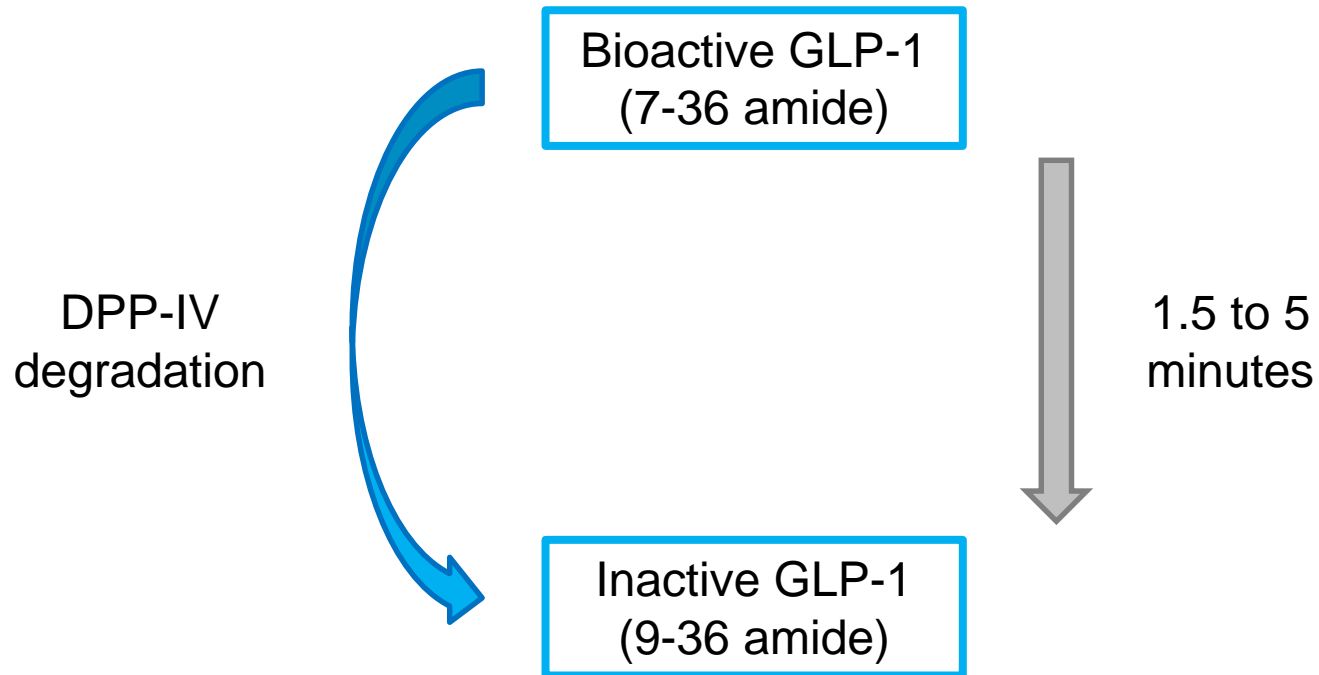 Bioactive GLP-1
(7-36 amide)
DPP-IV
degradation
1.5 to 5
minutes
Inactive GLP-1
(9-36 amide)